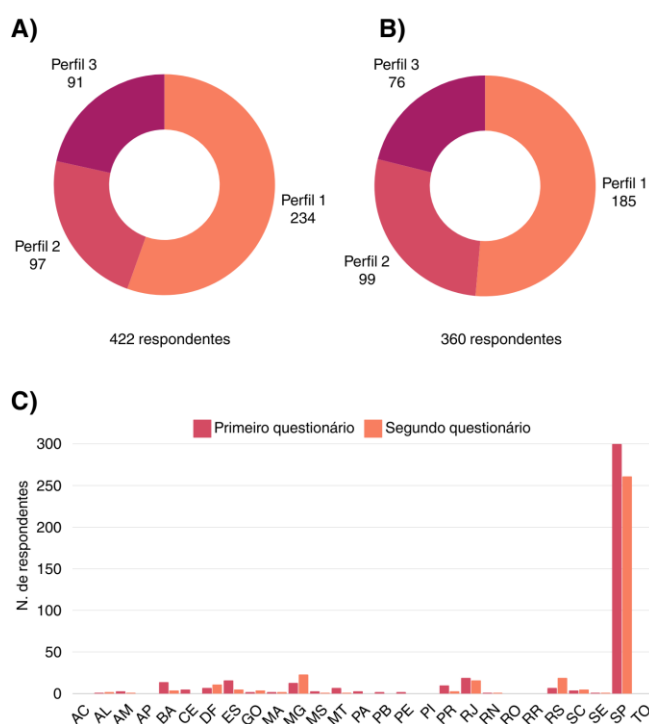 A)
B)
Perfil 3
91
Perfil 1
234
Perfil 2
97
422 respondentes
Perfil 3
76
Perfil 1
185
Perfil 2
99
360 respondentes
C)
Primeiro questionário
Segundo questionário
N. de respondentes
300
250
200
150
100
50
0
AC
AL
AM
AP
BA
CE
DF
ES
GO
MA
MG
MS
MT
PA
PB
PE
PI
PR
RJ
RN
RO
RR
RS
SC
SE
SP
TO